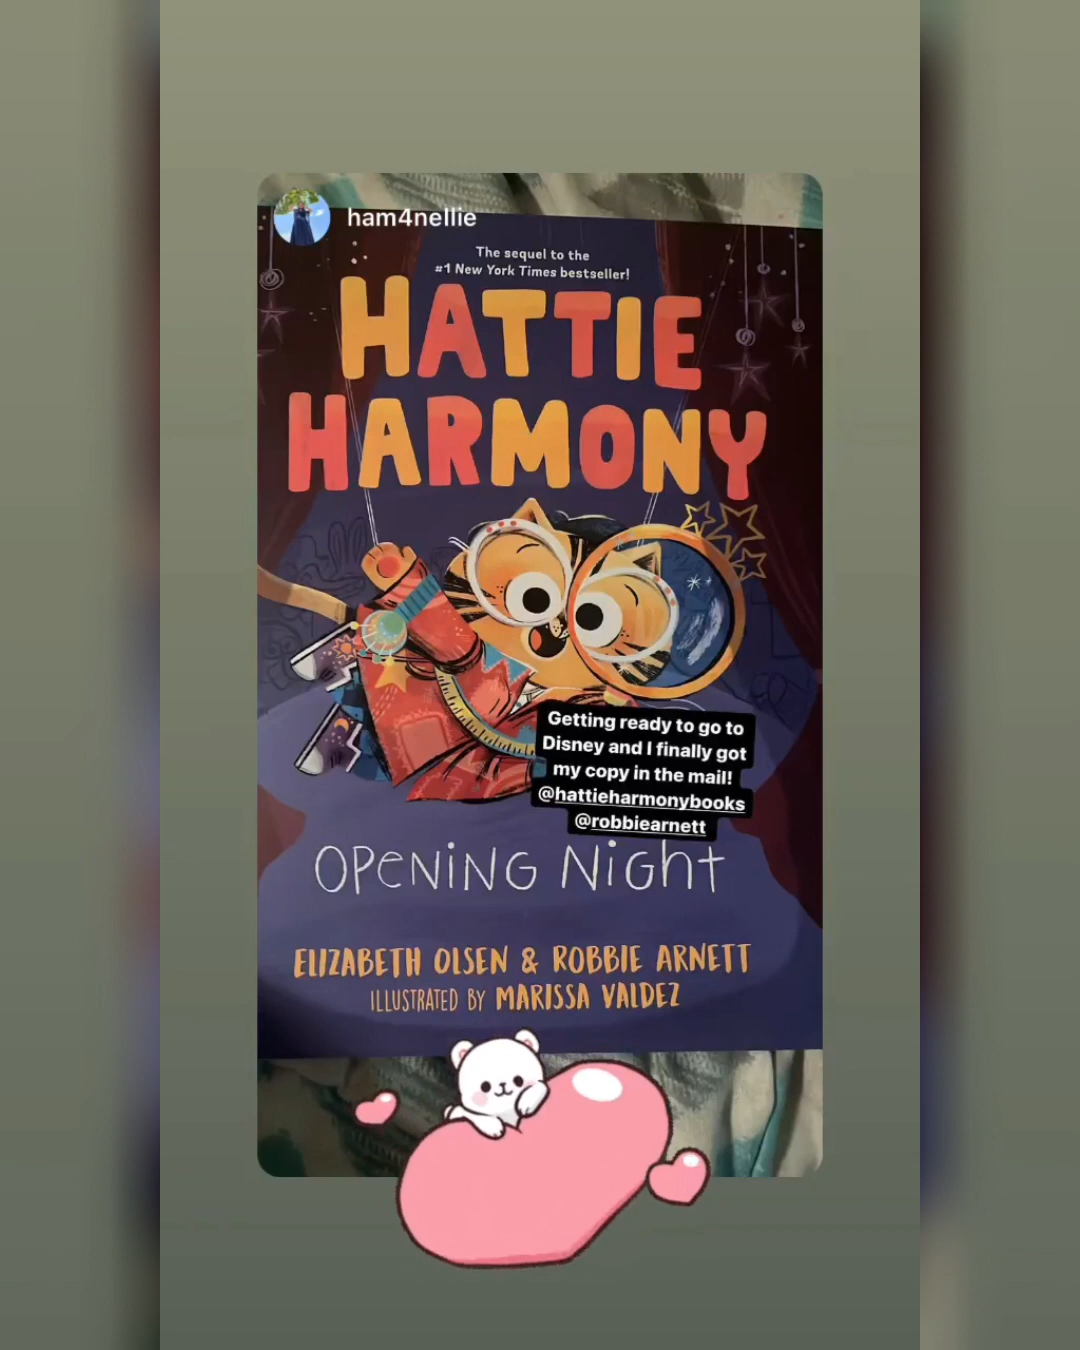 ham4nellie
The sequel to the
#1 New York Times bestseller!
HATTIE
HARMONY
Getting ready to go to
Disney and I finally got
my copy in the mail!
@hattieharmonybooks
@robbiearnett
OPENING NIGHT
ELIZABETH OLSEN & ROBBIE ARNETT
ILLUSTRATED BY MARISSA VALDEZ